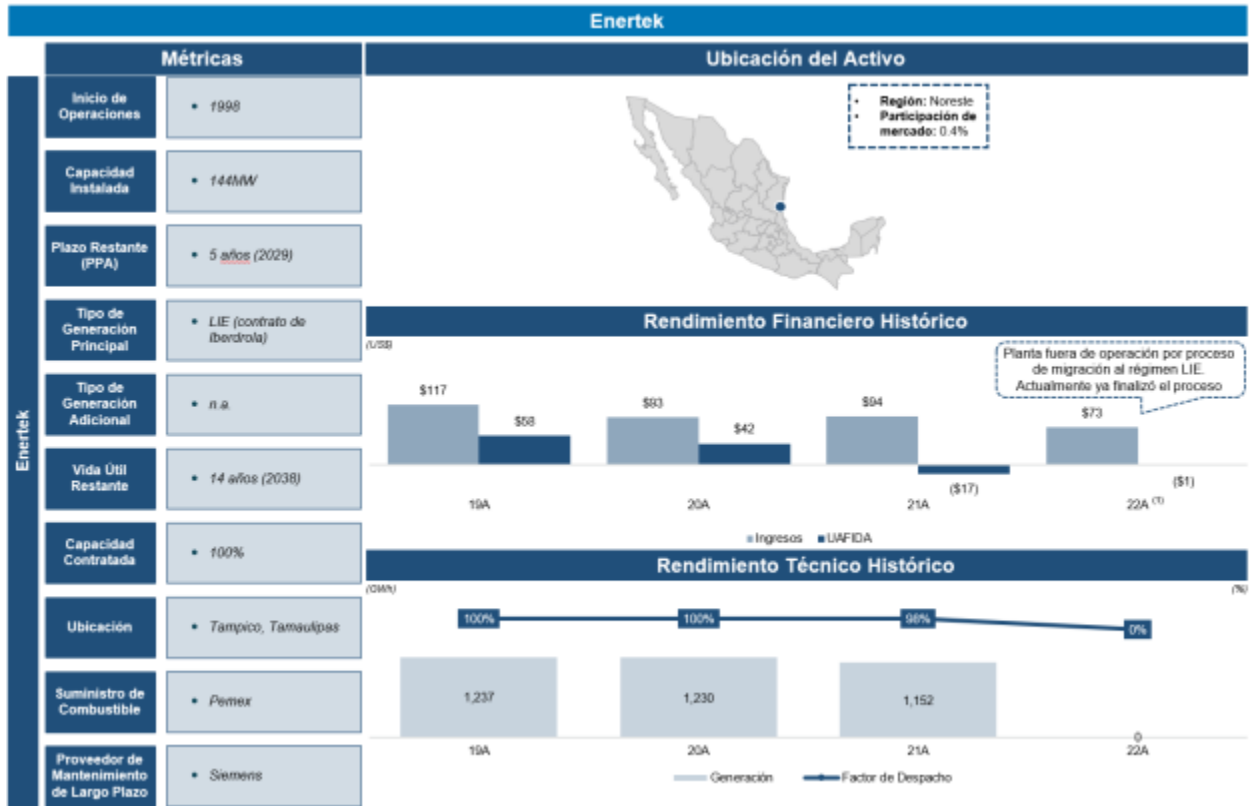 Enertek
Métricas
Enertek
Inicio de
Operaciones
• 1998
Capacidad
Instalada
• 144MW
Plazo Restante
(PPA)
• 5 años (2029)
Tipo de
Generación
Principal
• LIE (contrato de
Iberdrola)
Tipo de
Generación
Adicional
• n.a.
Vida Útil
Restante
• 14 años (2038)
Capacidad
Contratada
• 100%
Ubicación
• Tampico, Tamaulipas
Suministro de
Combustible
• Pemex
Proveedor de
Mantenimiento
de Largo Plazo
• Siemens
Ubicación del Activo
• Región: Noreste
• Participación de
mercado: 0.4%
Rendimiento Financiero Histórico
(US$)
Planta fuera de operación por proceso
de migración al régimen LIE.
Actualmente ya finalizó el proceso
$117
$58
$93
$42
$94
($17)
$73
($1)
19A
20A
21A
22A (1)
Ingresos
UAFIDA
Rendimiento Técnico Histórico
(GWh)
(%)
100%
100%
98%
0%
1,237
1,230
1,152
0
19A
20A
21A
22A
Generación
Factor de Despacho